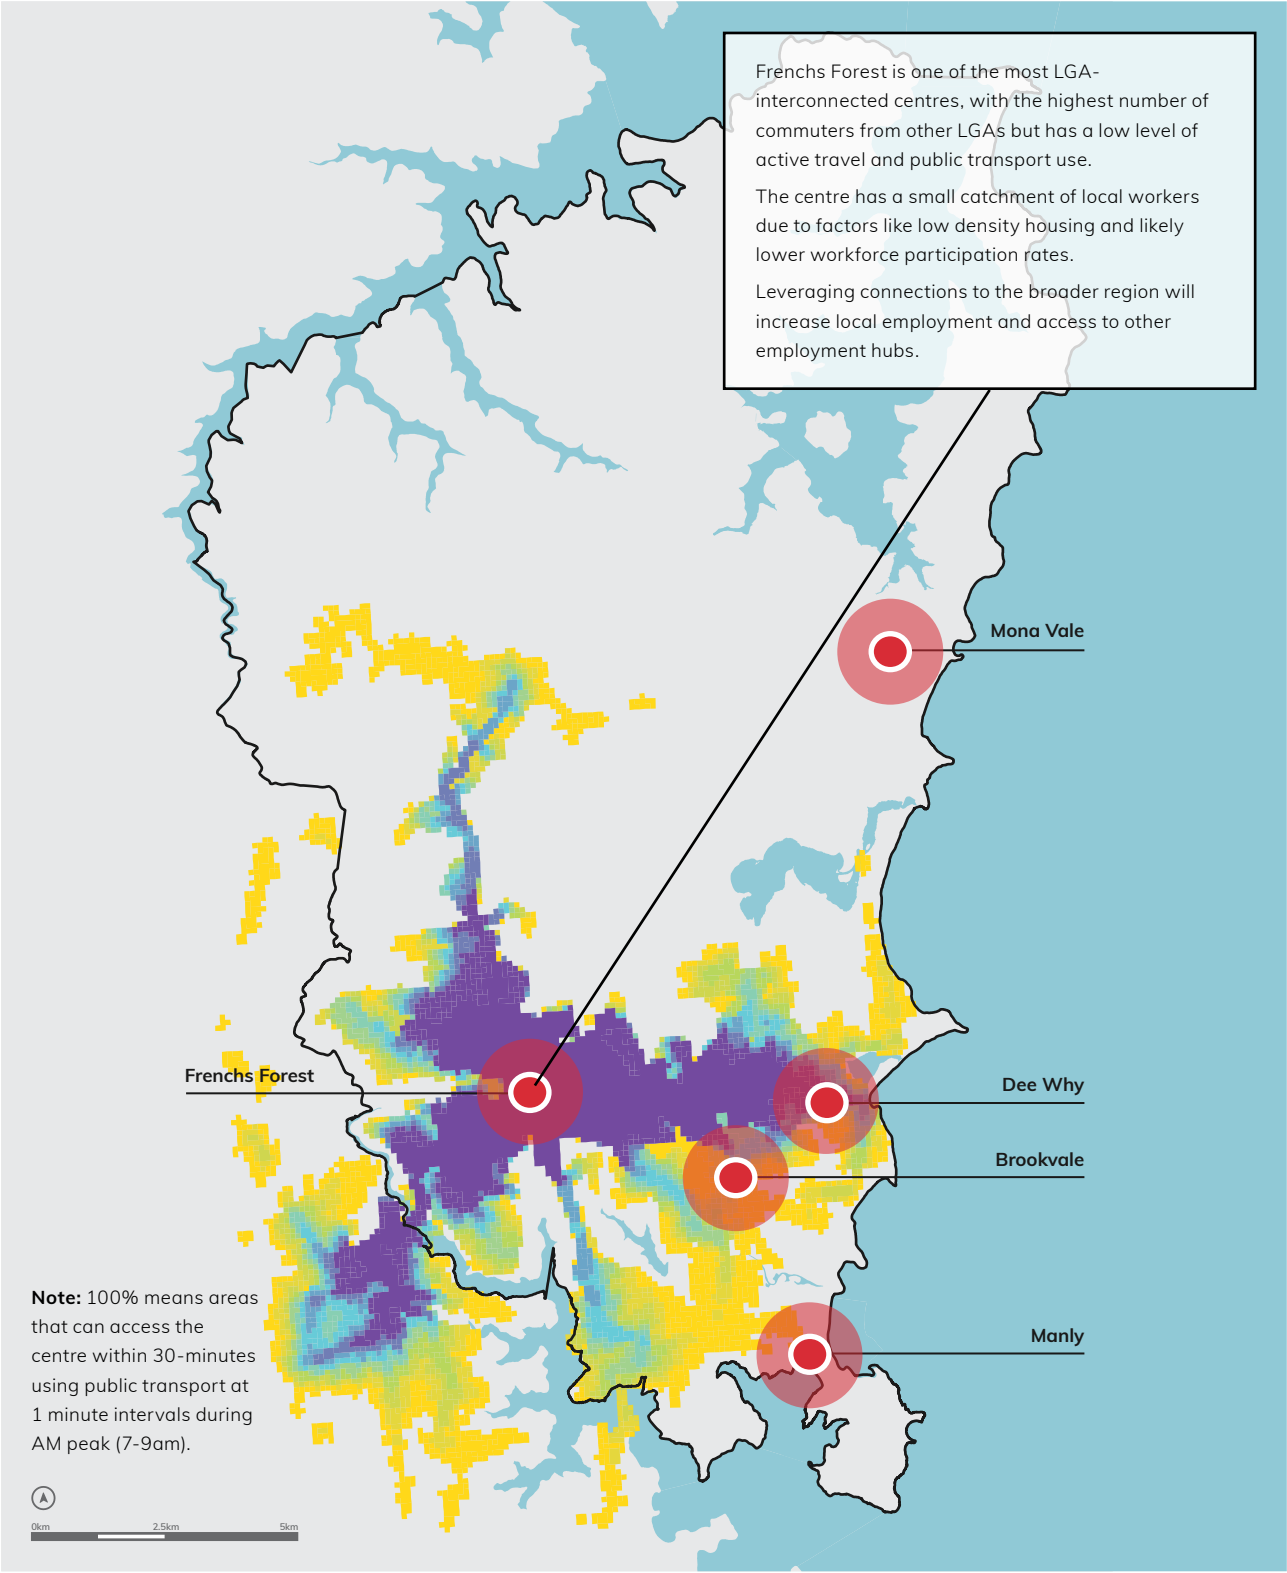 Frenchs Forest is one of the most LGA-
interconnected centres, with the highest number of
commuters from other LGAs but has a low level of
active travel and public transport use.
The centre has a small catchment of local workers
due to factors like low density housing and likely
lower workforce participation rates.
Leveraging connections to the broader region will
increase local employment and access to other
employment hubs.
Mona Vale
Frenchs Forest
Dee Why
Brookvale
Manly
Note: 100% means areas
that can access the
centre within 30-minutes
using public transport at
1 minute intervals during
AM peak (7-9am).
0km 2.5km 5km